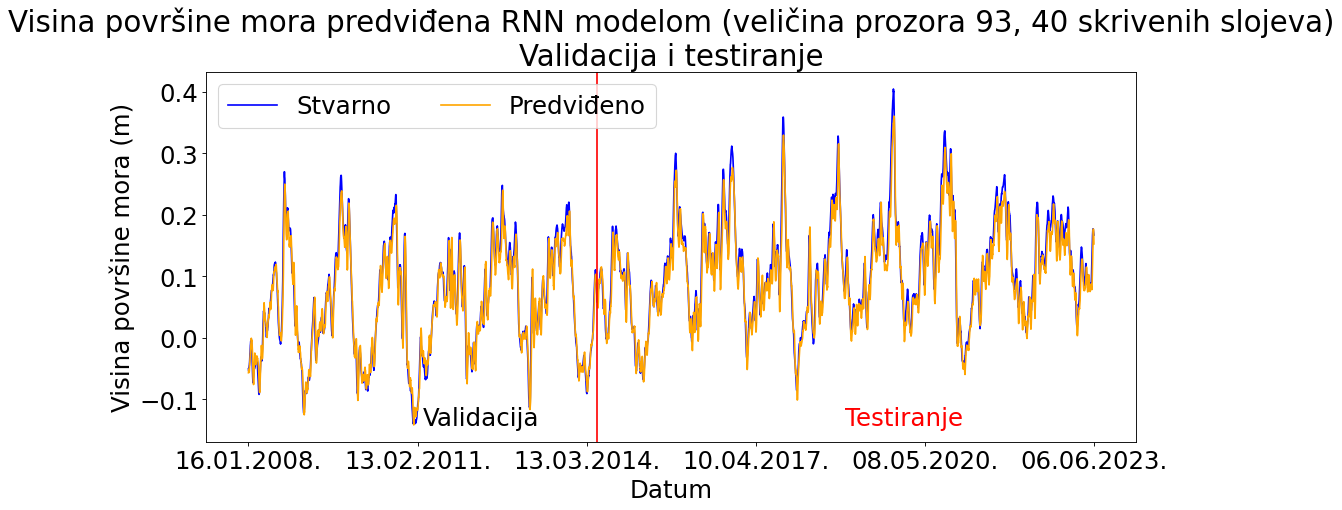 Visina površine mora predviđena RNN modelom (veličina prozora 93, 40 skrivenih slojeva)
Validacija i testiranje
Stvarno
Predviđeno
Visina površine mora (m)
0.4
0.3
0.2
0.1
0.0
−0.1
Validacija
Testiranje
16.01.2008.
13.02.2011.
13.03.2014.
10.04.2017.
08.05.2020.
06.06.2023.
Datum